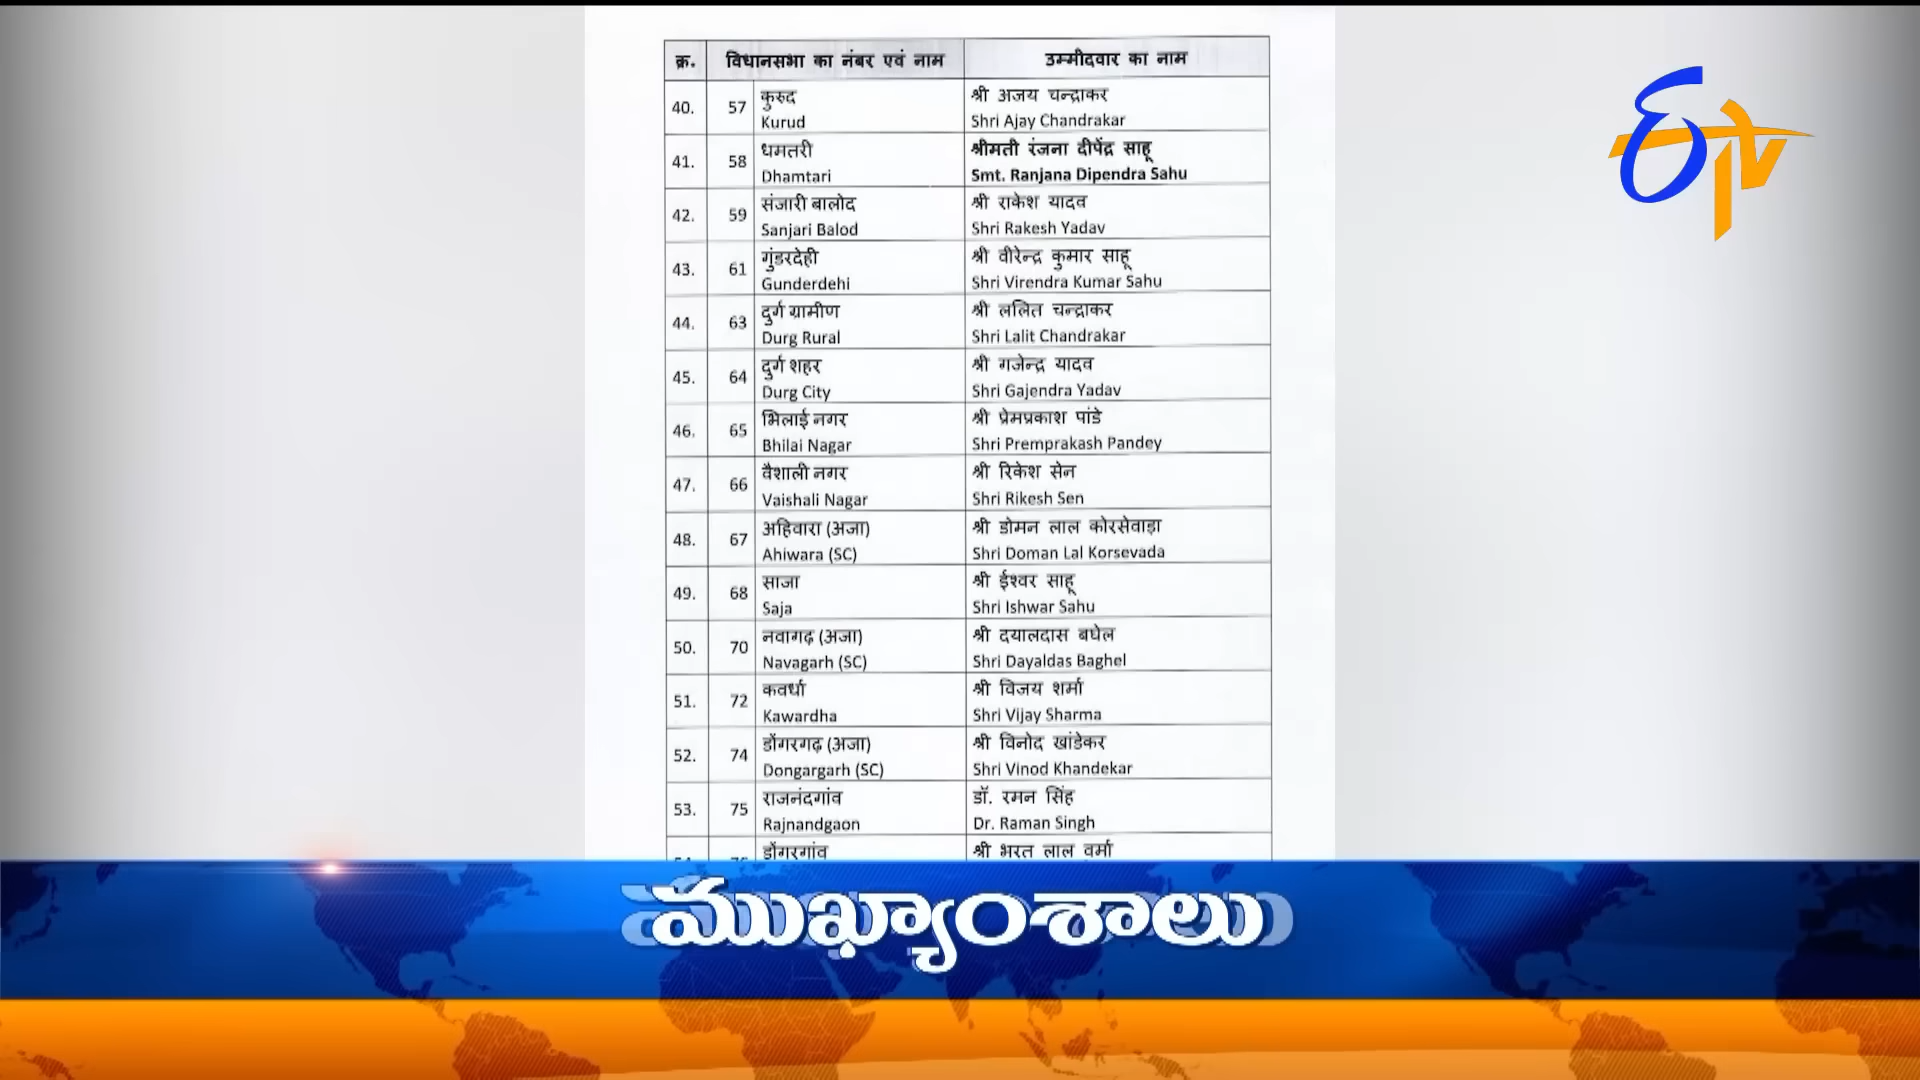 क्र. विधानसभा का नंबर एवं नाम उम्मीदवार का नाम
40. 57 कुरुद श्री अजय चन्द्राकर
Kurud Shri Ajay Chandrakar
41. 58 धमतरी श्रीमती रंजना दीपेंद्र साहू
Dhamtari Smt. Ranjana Dipendra Sahu
42. 59 संजारी बालोद श्री राकेश यादव
Sanjari Balod Shri Rakesh Yadav
43. 61 गुंडरदेही श्री वीरेन्द्र कुमार साहू
Gunderdehi Shri Virendra Kumar Sahu
44. 63 दुर्ग ग्रामीण श्री ललित चन्द्राकर
Durg Rural Shri Lalit Chandrakar
45. 64 दुर्ग शहर श्री गजेन्द्र यादव
Durg City Shri Gajendra Yadav
46. 65 भिलाई नगर श्री प्रेमप्रकाश पांडे
Bhilai Nagar Shri Premprakash Pandey
47. 66 वैशाली नगर श्री रिकेश सेन
Vaishali Nagar Shri Rikesh Sen
48. 67 अहिवारा (अजा) श्री डोमन लाल कोरसेवाड़ा
Ahiwara (SC) Shri Doman Lal Korsevada
49. 68 साजा श्री ईश्वर साहू
Saja Shri Ishwar Sahu
50. 70 नवागढ़ (अजा) श्री दयालदास बघेल
Navagarh (SC) Shri Dayaldas Baghel
51. 72 कवर्धा श्री विजय शर्मा
Kawardha Shri Vijay Sharma
52. 74 डोंगरगढ़ (अजा) श्री विनोद खांडेकर
Dongargarh (SC) Shri Vinod Khandekar
53. 75 राजनंदगांव डॉ. रमन सिंह
Rajnandgaon Dr. Raman Singh
डोंगरगांव श्री भरत लाल वर्मा
ETV
ముఖ్యాంశాలు